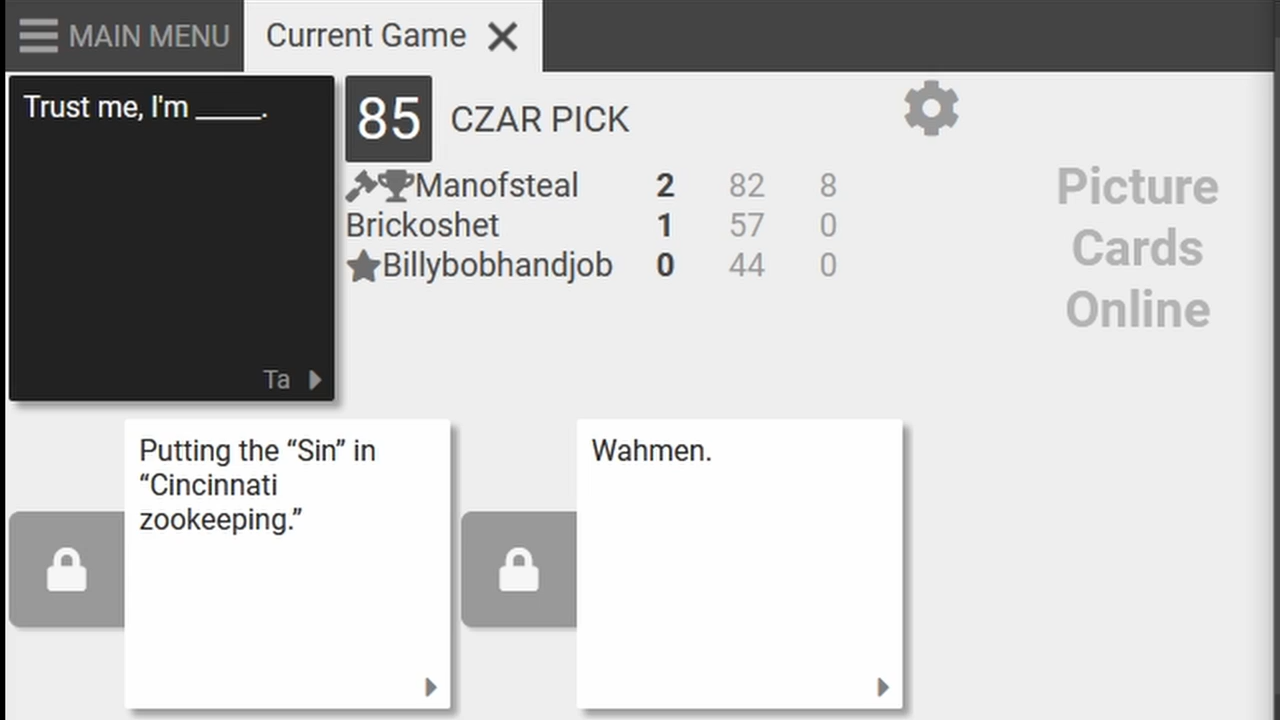 MAIN MENU
Current Game
Trust me, I'm _____.
Ta
85
CZAR PICK
Manofsteal 2 82 8
Brickoshet 1 57 0
Billybobhandjob 0 44 0
Picture
Cards
Online
Putting the “Sin” in
“Cincinnati
zookeeping.”
Wahmen.